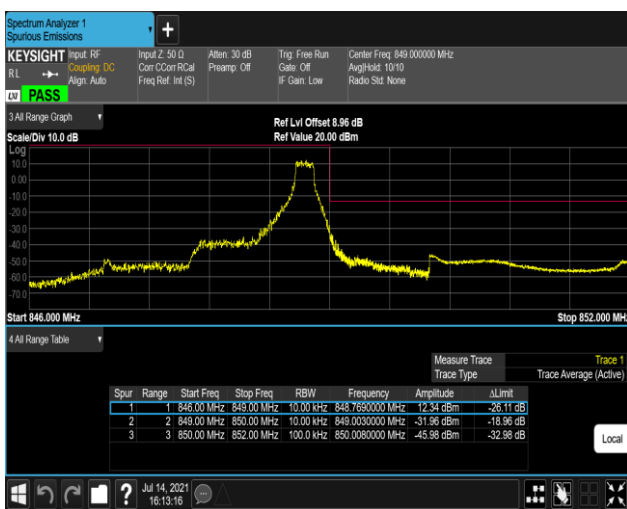 Spectrum Analyzer 1
Spurious Emissions
KEYSIGHT Input: RF Input Z: 50 Ω Atten: 30 dB Trig: Free Run Center Freq: 849.000000 MHz
RL Coupling: DC Corr CCorr RCal Preamp: Off Gate: Off Avg|Hold: 10/10
Align: Auto Freq Ref: Int (S) IF Gain: Low Radio Std: None
LXI PASS
3 All Range Graph
Ref Lvl Offset 8.96 dB
Scale/Div 10.0 dB Ref Value 20.00 dBm
Log
10.0
0.00
-10.0
-20.0
-30.0
-40.0
-50.0
-60.0
-70.0
Start 846.000 MHz Stop 852.000 MHz
4 All Range Table
Measure Trace Trace 1
Trace Type Trace Average (Active)
Spur Range Start Freq Stop Freq RBW Frequency Amplitude ΔLimit
1 1 846.00 MHz 849.00 MHz 10.00 kHz 848.7690000 MHz 12.34 dBm -26.11 dB
2 2 849.00 MHz 850.00 MHz 10.00 kHz 849.0030000 MHz -31.96 dBm -18.96 dB
3 3 850.00 MHz 852.00 MHz 100.0 kHz 850.0080000 MHz -45.98 dBm -32.98 dB
Local
? Jul 14, 2021
16:13:16